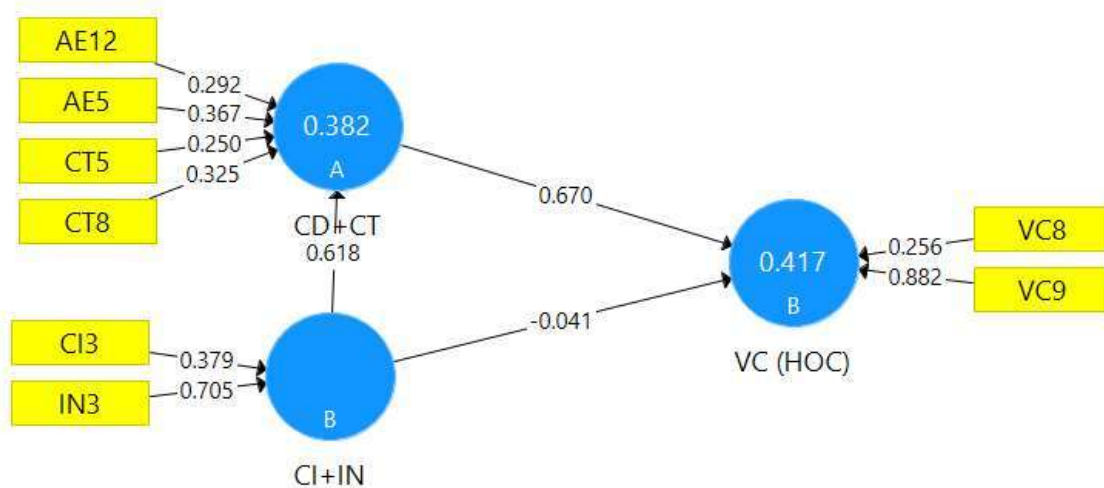 AE12
0.292
AE5
0.367
CT5
0.250
CT8
0.325
0.382
A
CD+CT
0.618
0.670
CI3
0.379
IN3
0.705
B
CI+IN
-0.041
0.417
B
VC (HOC)
VC8
0.256
VC9
0.882